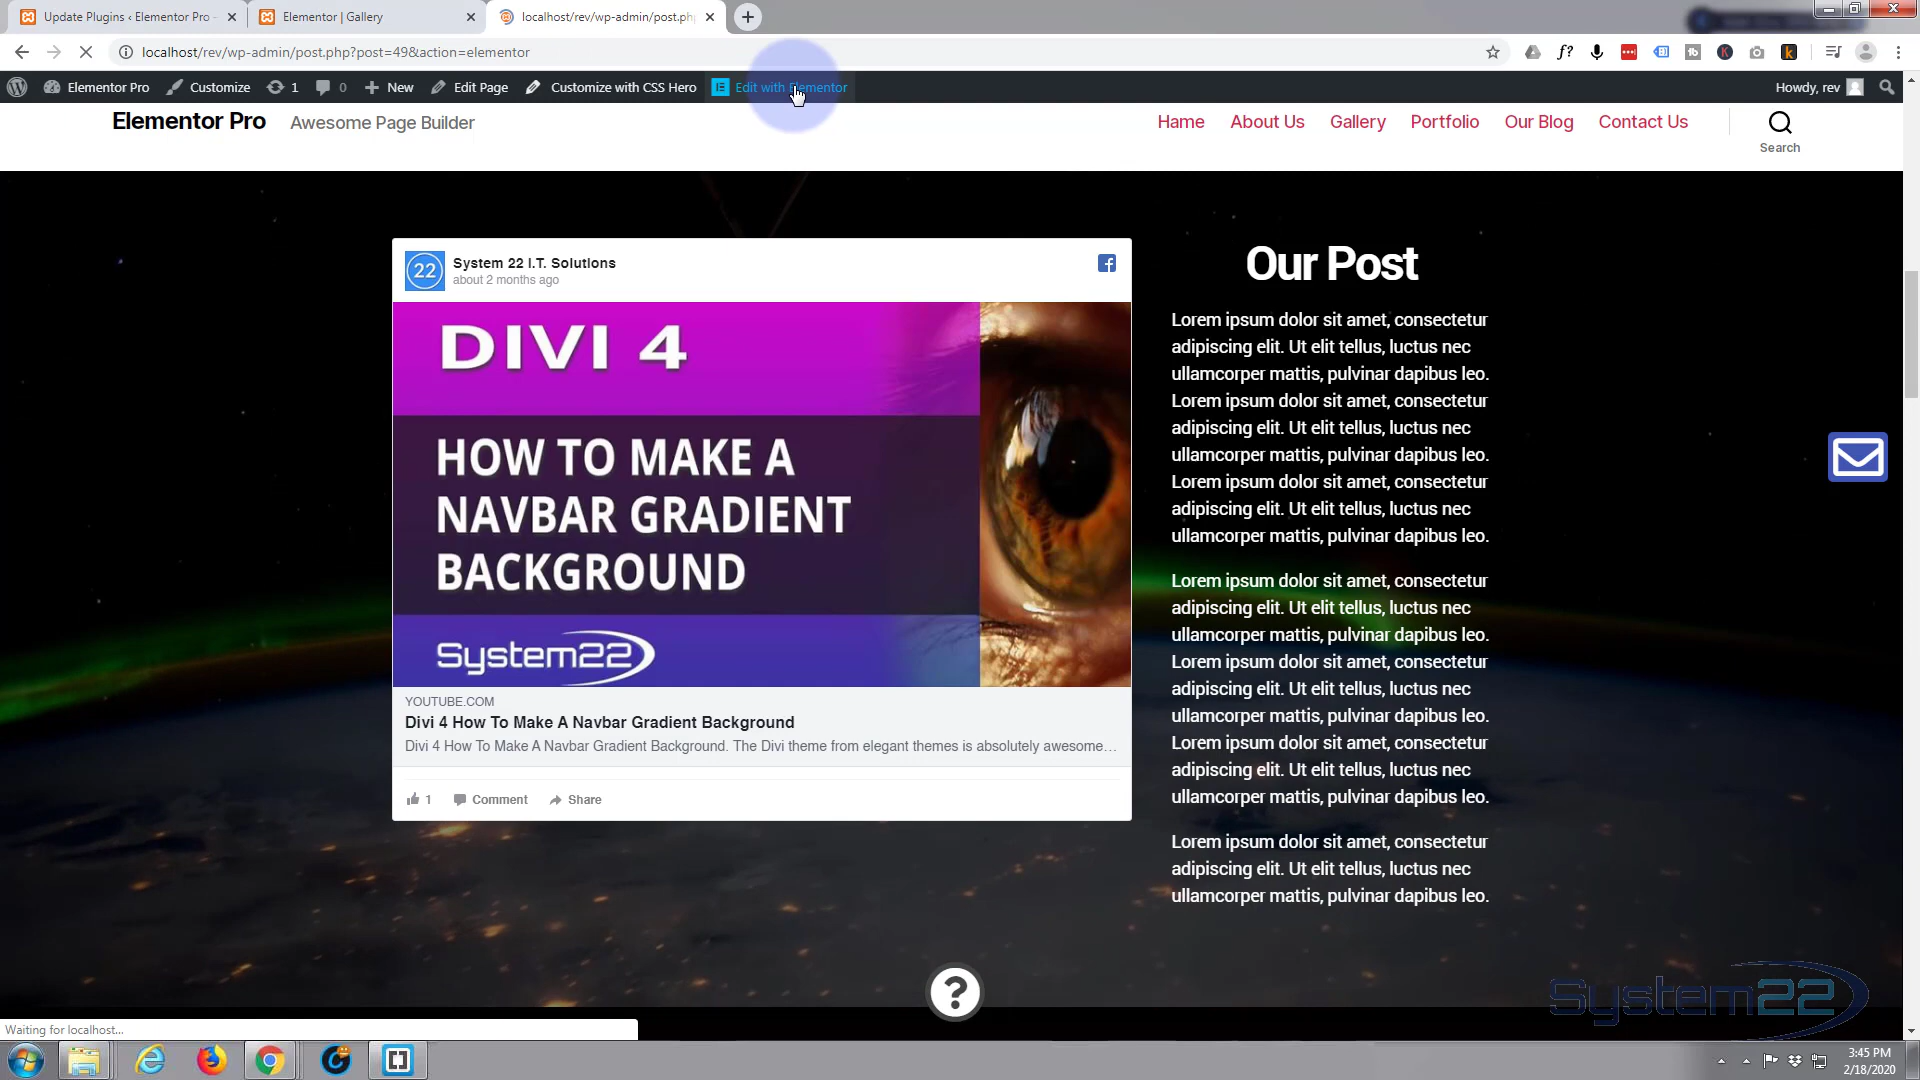 Update Plugins ‹ Elementor Pro -
Elementor | Gallery
localhost/rev/wp-admin/post.ph
localhost/rev/wp-admin/post.php?post=49&action=elementor
Elementor Pro
Customize
1
0
New
Edit Page
Customize with CSS Hero
Edit with Elementor
Howdy, rev
Elementor Pro
Awesome Page Builder
Home
About Us
Gallery
Portfolio
Our Blog
Contact Us
Search
22
System 22 I.T. Solutions
about 2 months ago
DIVI 4
HOW TO MAKE A
NAVBAR GRADIENT
BACKGROUND
System22
YOUTUBE.COM
Divi 4 How To Make A Navbar Gradient Background
Divi 4 How To Make A Navbar Gradient Background. The Divi theme from elegant themes is absolutely awesome…
1
Comment
Share
Our Post
Lorem ipsum dolor sit amet, consectetur
adipiscing elit. Ut elit tellus, luctus nec
ullamcorper mattis, pulvinar dapibus leo.
Lorem ipsum dolor sit amet, consectetur
adipiscing elit. Ut elit tellus, luctus nec
ullamcorper mattis, pulvinar dapibus leo.
Lorem ipsum dolor sit amet, consectetur
adipiscing elit. Ut elit tellus, luctus nec
ullamcorper mattis, pulvinar dapibus leo.
Lorem ipsum dolor sit amet, consectetur
adipiscing elit. Ut elit tellus, luctus nec
ullamcorper mattis, pulvinar dapibus leo.
Lorem ipsum dolor sit amet, consectetur
adipiscing elit. Ut elit tellus, luctus nec
ullamcorper mattis, pulvinar dapibus leo.
Lorem ipsum dolor sit amet, consectetur
adipiscing elit. Ut elit tellus, luctus nec
ullamcorper mattis, pulvinar dapibus leo.
Lorem ipsum dolor sit amet, consectetur
adipiscing elit. Ut elit tellus, luctus nec
ullamcorper mattis, pulvinar dapibus leo.
?
System22
Waiting for localhost...
3:45 PM
2/18/2020